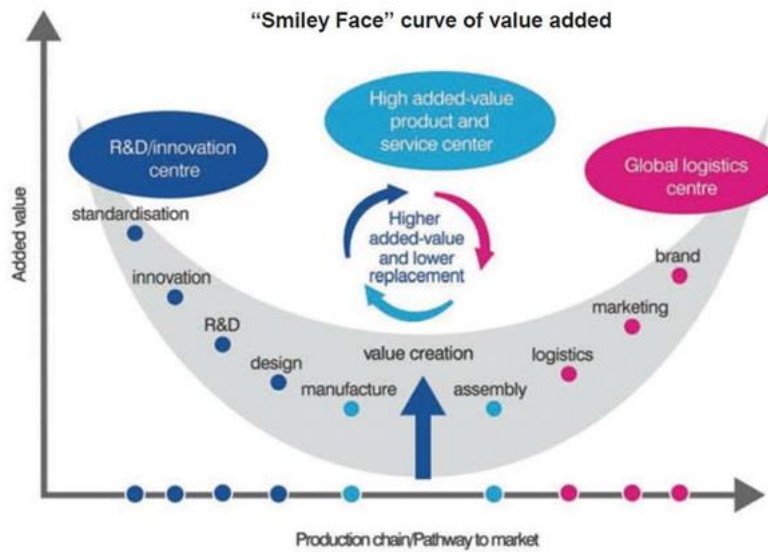 “Smiley Face” curve of value added
High added-value
product and
service center
R&D/innovation
centre
Global logistics
centre
Added value
Higher
added-value
and lower
replacement
standardisation
innovation
R&D
design
manufacture
value creation
assembly
logistics
marketing
brand
Production chain/Pathway to market